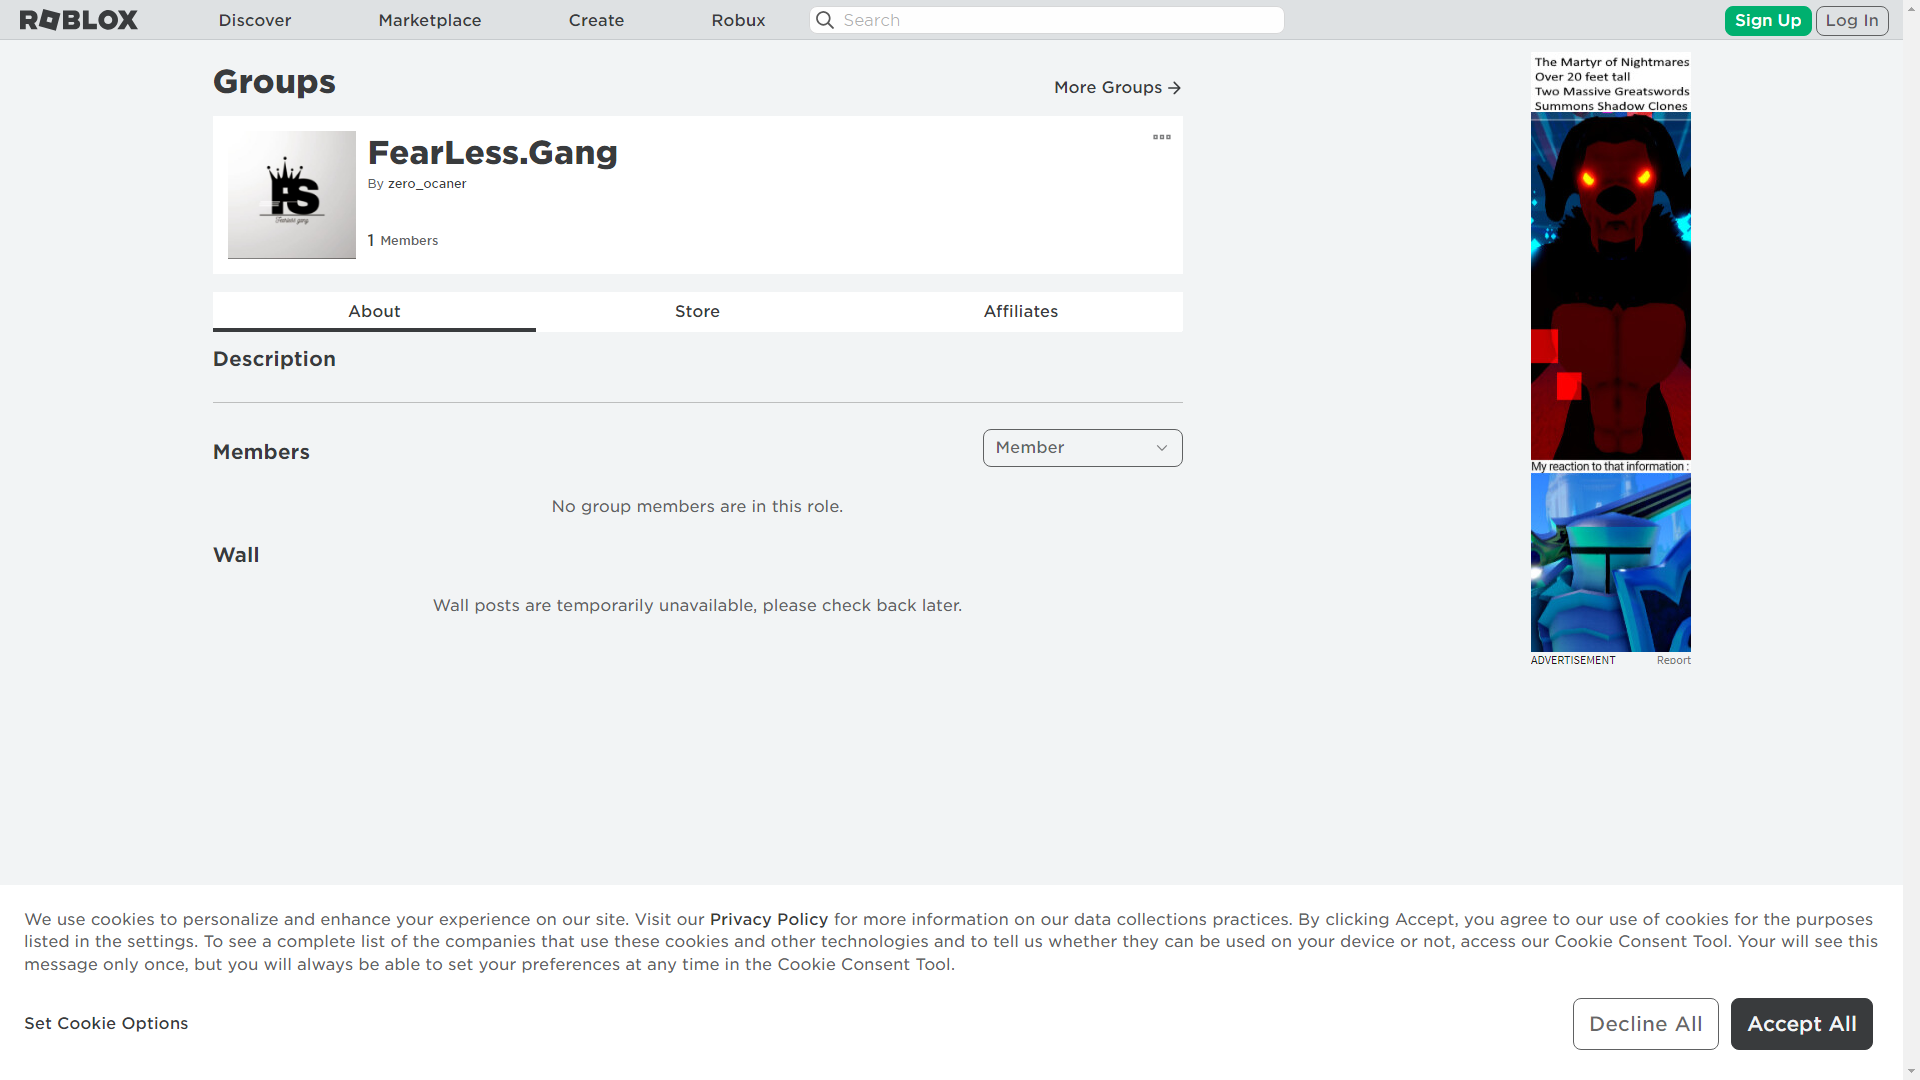 ROBLOX
Discover
Marketplace
Create
Robux
Search
Sign Up
Log In
Groups
More Groups
FS
Fearless gang
FearLess.Gang
By zero_ocaner
1 Members
About
Store
Affiliates
Description
Members
Member
No group members are in this role.
Wall
Wall posts are temporarily unavailable, please check back later.
The Martyr of Nightmares
Over 20 feet tall
Two Massive Greatswords
Summons Shadow Clones
My reaction to that information :
ADVERTISEMENT
Report
We use cookies to personalize and enhance your experience on our site. Visit our Privacy Policy for more information on our data collections practices. By clicking Accept, you agree to our use of cookies for the purposes
listed in the settings. To see a complete list of the companies that use these cookies and other technologies and to tell us whether they can be used on your device or not, access our Cookie Consent Tool. Your will see this
message only once, but you will always be able to set your preferences at any time in the Cookie Consent Tool.
Set Cookie Options
Decline All
Accept All